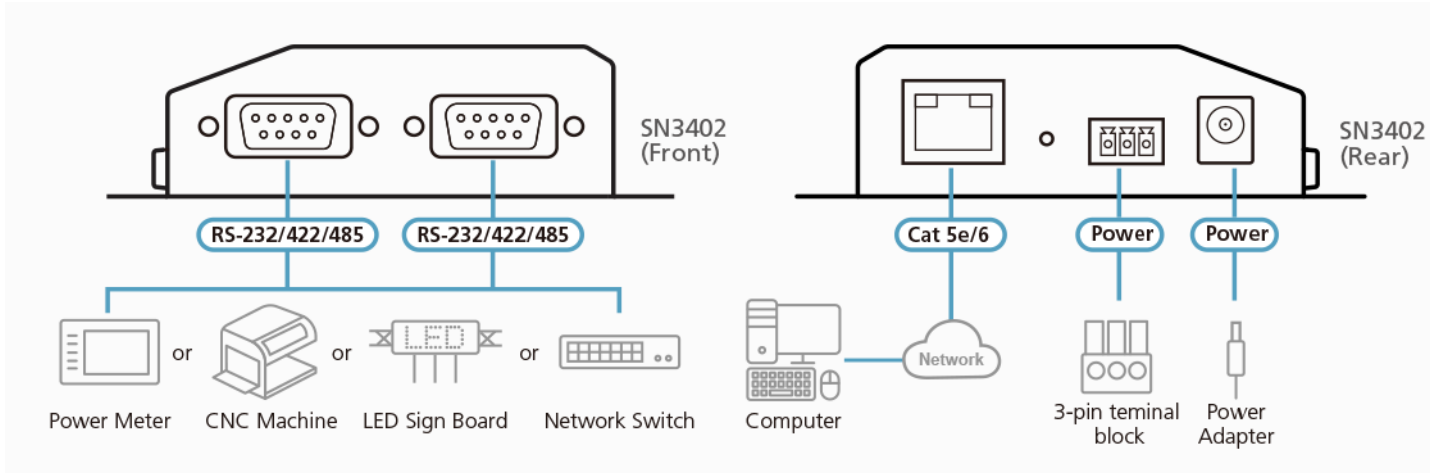 SN3402
(Front)
SN3402
(Rear)
RS-232/422/485
RS-232/422/485
Cat 5e/6
Power
Power
LED
or
or
or
Network
Power Meter
CNC Machine
LED Sign Board
Network Switch
Computer
3-pin teminal
block
Power
Adapter